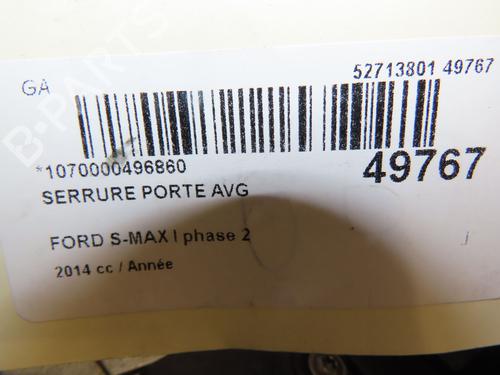 GA
52713801 49767
*1070000496860
49767
SERRURE PORTE AVG
FORD S-MAX I phase 2
2014 cc / Année
B-PARTS